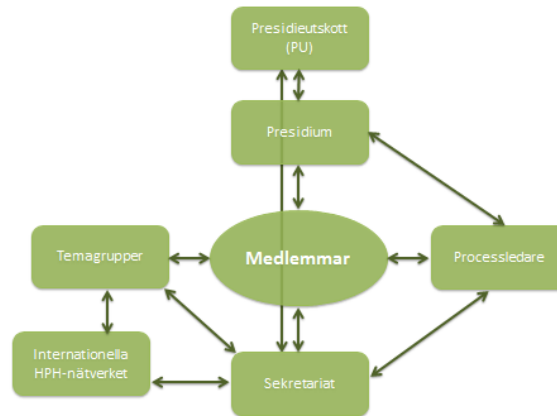 Presidieutskott
(PU)
Presidium
Temagrupper
Medlemmar
Processledare
Internationella
HPH-nätverket
Sekretariat